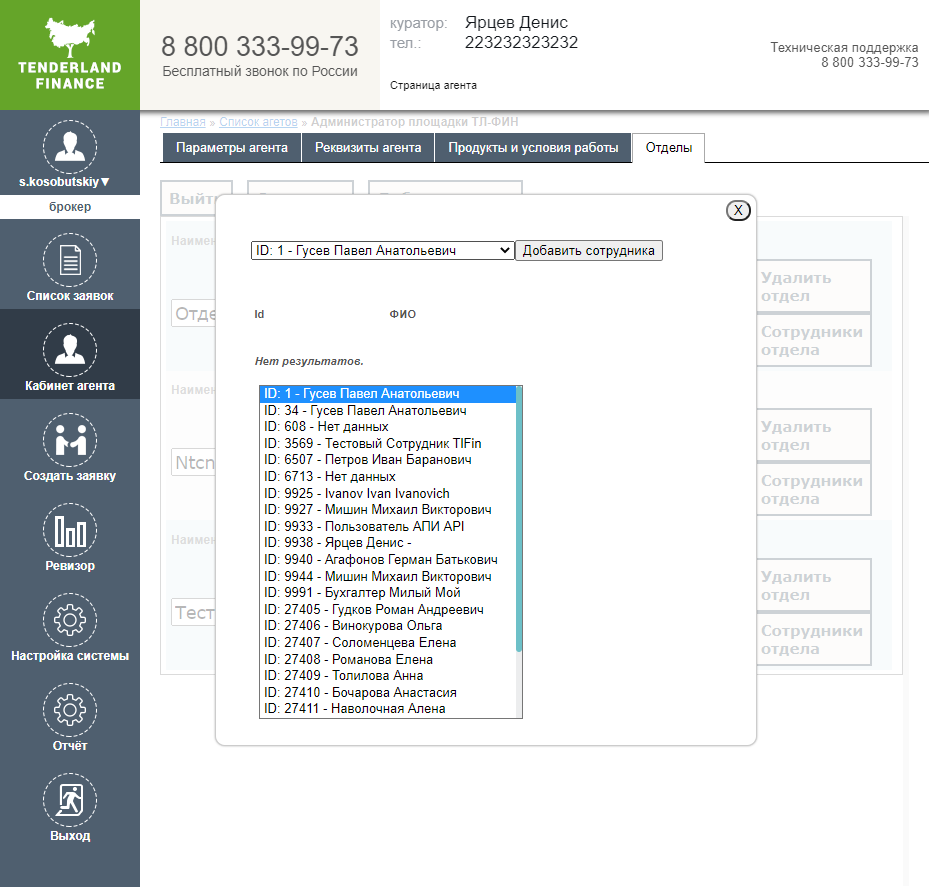 TENDERLAND
FINANCE
8 800 333-99-73
Бесплатный звонок по России
куратор: Ярцев Денис
тел.: 223232323232
Страница агента
Техническая поддержка
8 800 333-99-73
s.kosobutskiy▼
брокер
Список заявок
Кабинет агента
Создать заявку
Ревизор
Настройка системы
Отчёт
Выход
Главная » Список агетов » Администратор площадки ТЛ-ФИН
Параметры агента
Реквизиты агента
Продукты и условия работы
Отделы
X
ID: 1 - Гусев Павел Анатольевич
Добавить сотрудника
Id ФИО
Нет результатов.
ID: 1 - Гусев Павел Анатольевич
ID: 34 - Гусев Павел Анатольевич
ID: 608 - Нет данных
ID: 3569 - Тестовый Сотрудник TIFin
ID: 6507 - Петров Иван Баранович
ID: 6713 - Нет данных
ID: 9925 - Ivanov Ivan Ivanovich
ID: 9927 - Мишин Михаил Викторович
ID: 9933 - Пользователь АПИ API
ID: 9938 - Ярцев Денис -
ID: 9940 - Агафонов Герман Батькович
ID: 9944 - Мишин Михаил Викторович
ID: 9991 - Бухгалтер Милый Мой
ID: 27405 - Гудков Роман Андреевич
ID: 27406 - Винокурова Ольга
ID: 27407 - Соломенцева Елена
ID: 27408 - Романова Елена
ID: 27409 - Толилова Анна
ID: 27410 - Бочарова Анастасия
ID: 27411 - Наволочная Алена
Удалить
отдел
Сотрудники
отдела
Удалить
отдел
Сотрудники
отдела
Удалить
отдел
Сотрудники
отдела